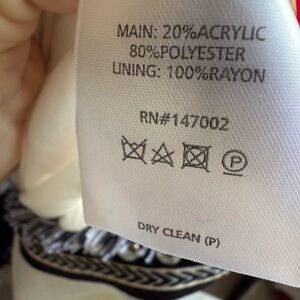 MAIN: 20%ACRYLIC
80%POLYESTER
LINING: 100%RAYON
RN#147002
P
DRY CLEAN (P)